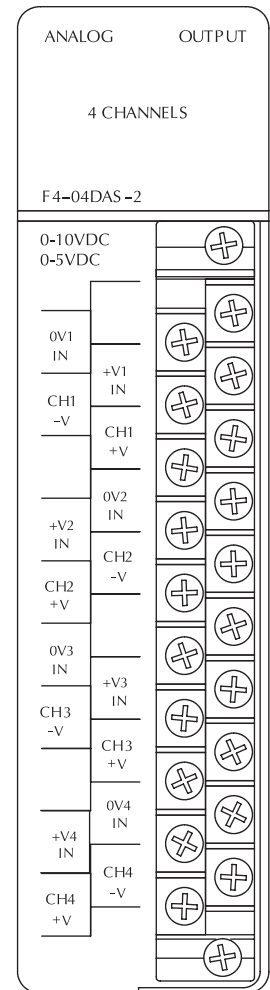 ANALOG OUTPUT
4 CHANNELS
F4-04DAS-2
0-10VDC
0-5VDC
0V1
IN
+V1
IN
CH1
-V
CH1
+V
0V2
IN
+V2
IN
CH2
-V
CH2
+V
0V3
IN
+V3
IN
CH3
-V
CH3
+V
0V4
IN
+V4
IN
CH4
-V
CH4
+V